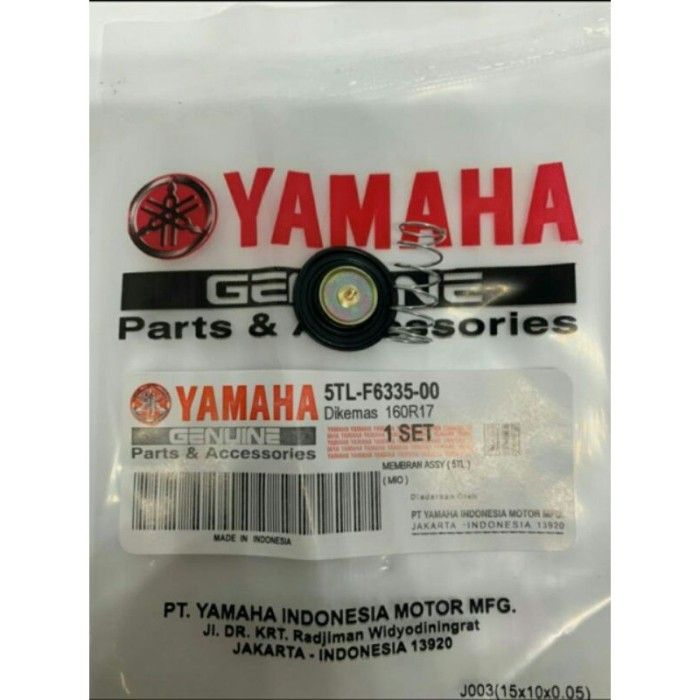 YAMAHA
GENUINE
Parts & Accessories
YAMAHA
GENUINE
Parts & Accessories
5TL-F6335-00
Dikemas 160R17
1 SET
MEMBRAN ASSY ( 5TL )
( MIO )
Diedarkan Oleh
PT YAMAHA INDONESIA MOTOR MFG.
JAKARTA -INDONESIA 13920
MADE IN INDONESIA
PT. YAMAHA INDONESIA MOTOR MFG.
Jl. DR. KRT. Radjiman Widyodiningrat
JAKARTA - INDONESIA 13920
J003(15x10x0.05)